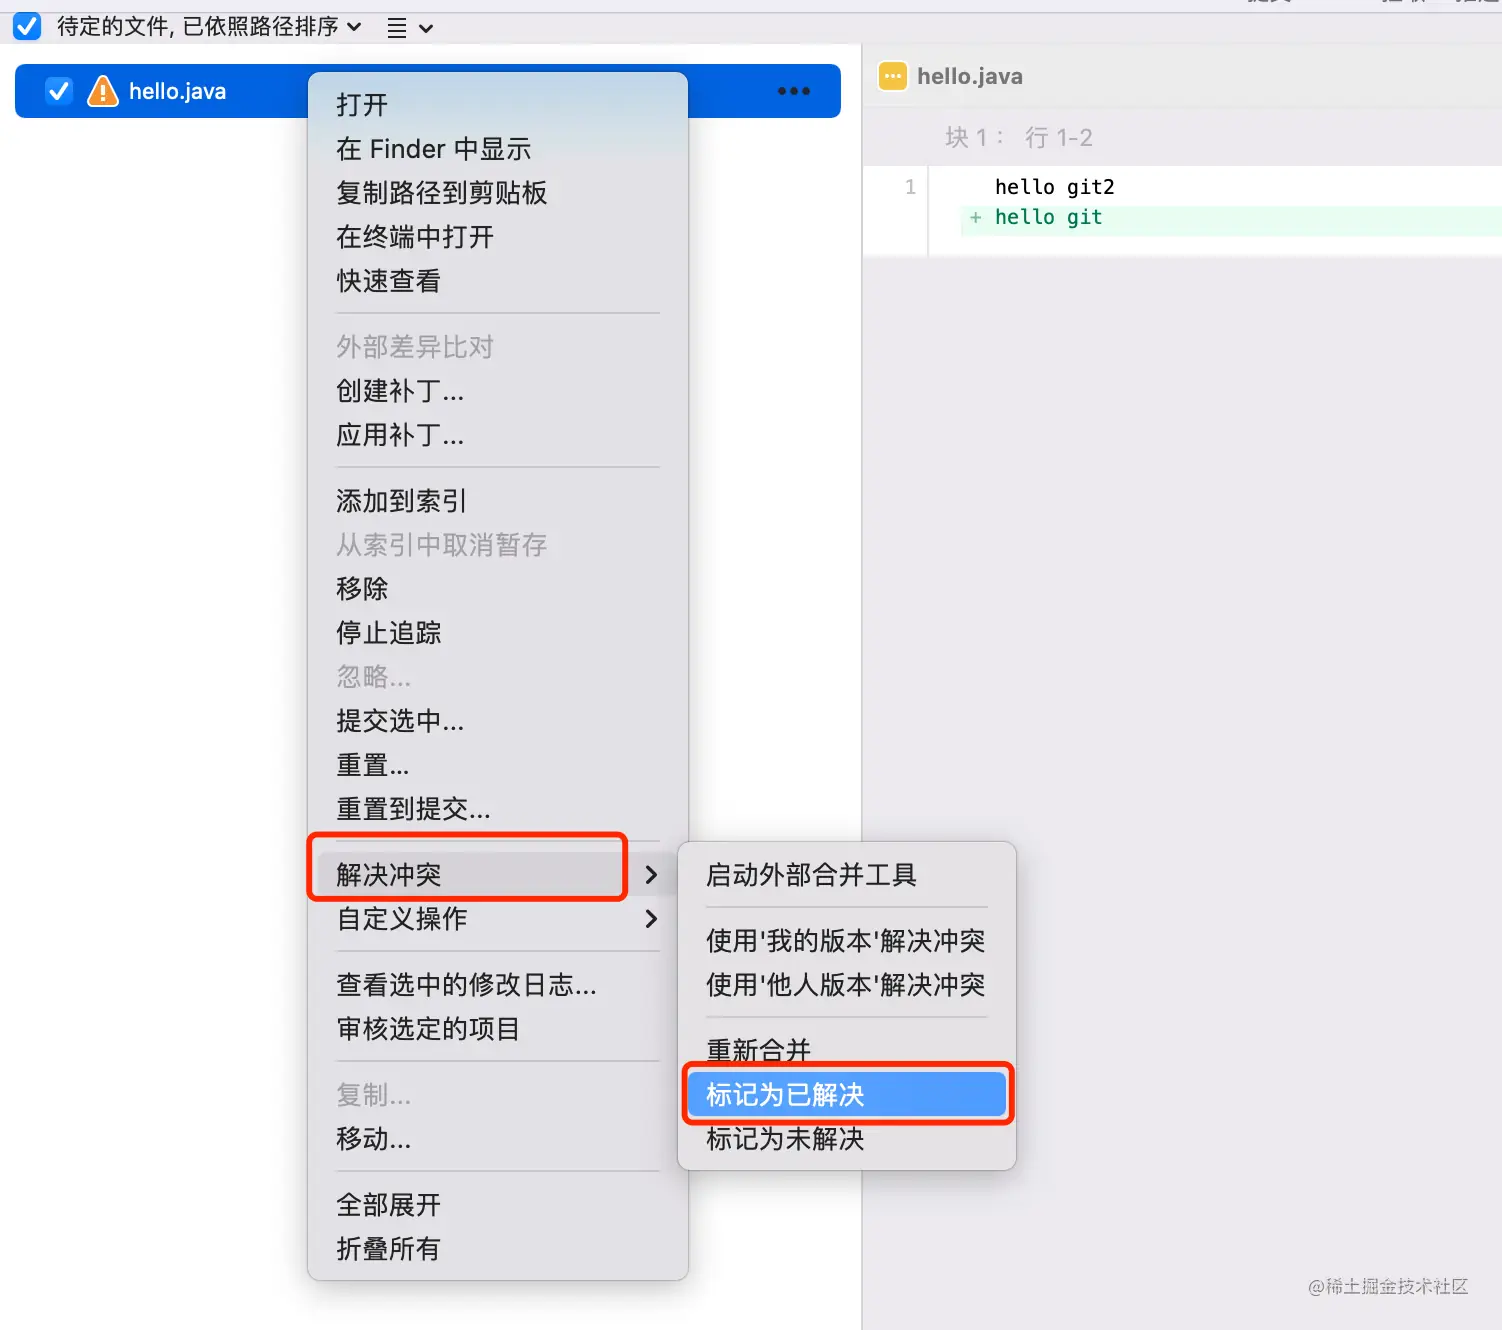 待定的文件, 已依照路径排序
hello.java
打开
在 Finder 中显示
复制路径到剪贴板
在终端中打开
快速查看
外部差异比对
创建补丁...
应用补丁...
添加到索引
从索引中取消暂存
移除
停止追踪
忽略...
提交选中...
重置...
重置到提交...
解决冲突
自定义操作
查看选中的修改日志...
审核选定的项目
复制...
移动...
全部展开
折叠所有
启动外部合并工具
使用'我的版本'解决冲突
使用'他人版本'解决冲突
重新合并
标记为已解决
标记为未解决
hello.java
块 1： 行 1-2
1 hello git2
+ hello git
@稀土掘金技术社区